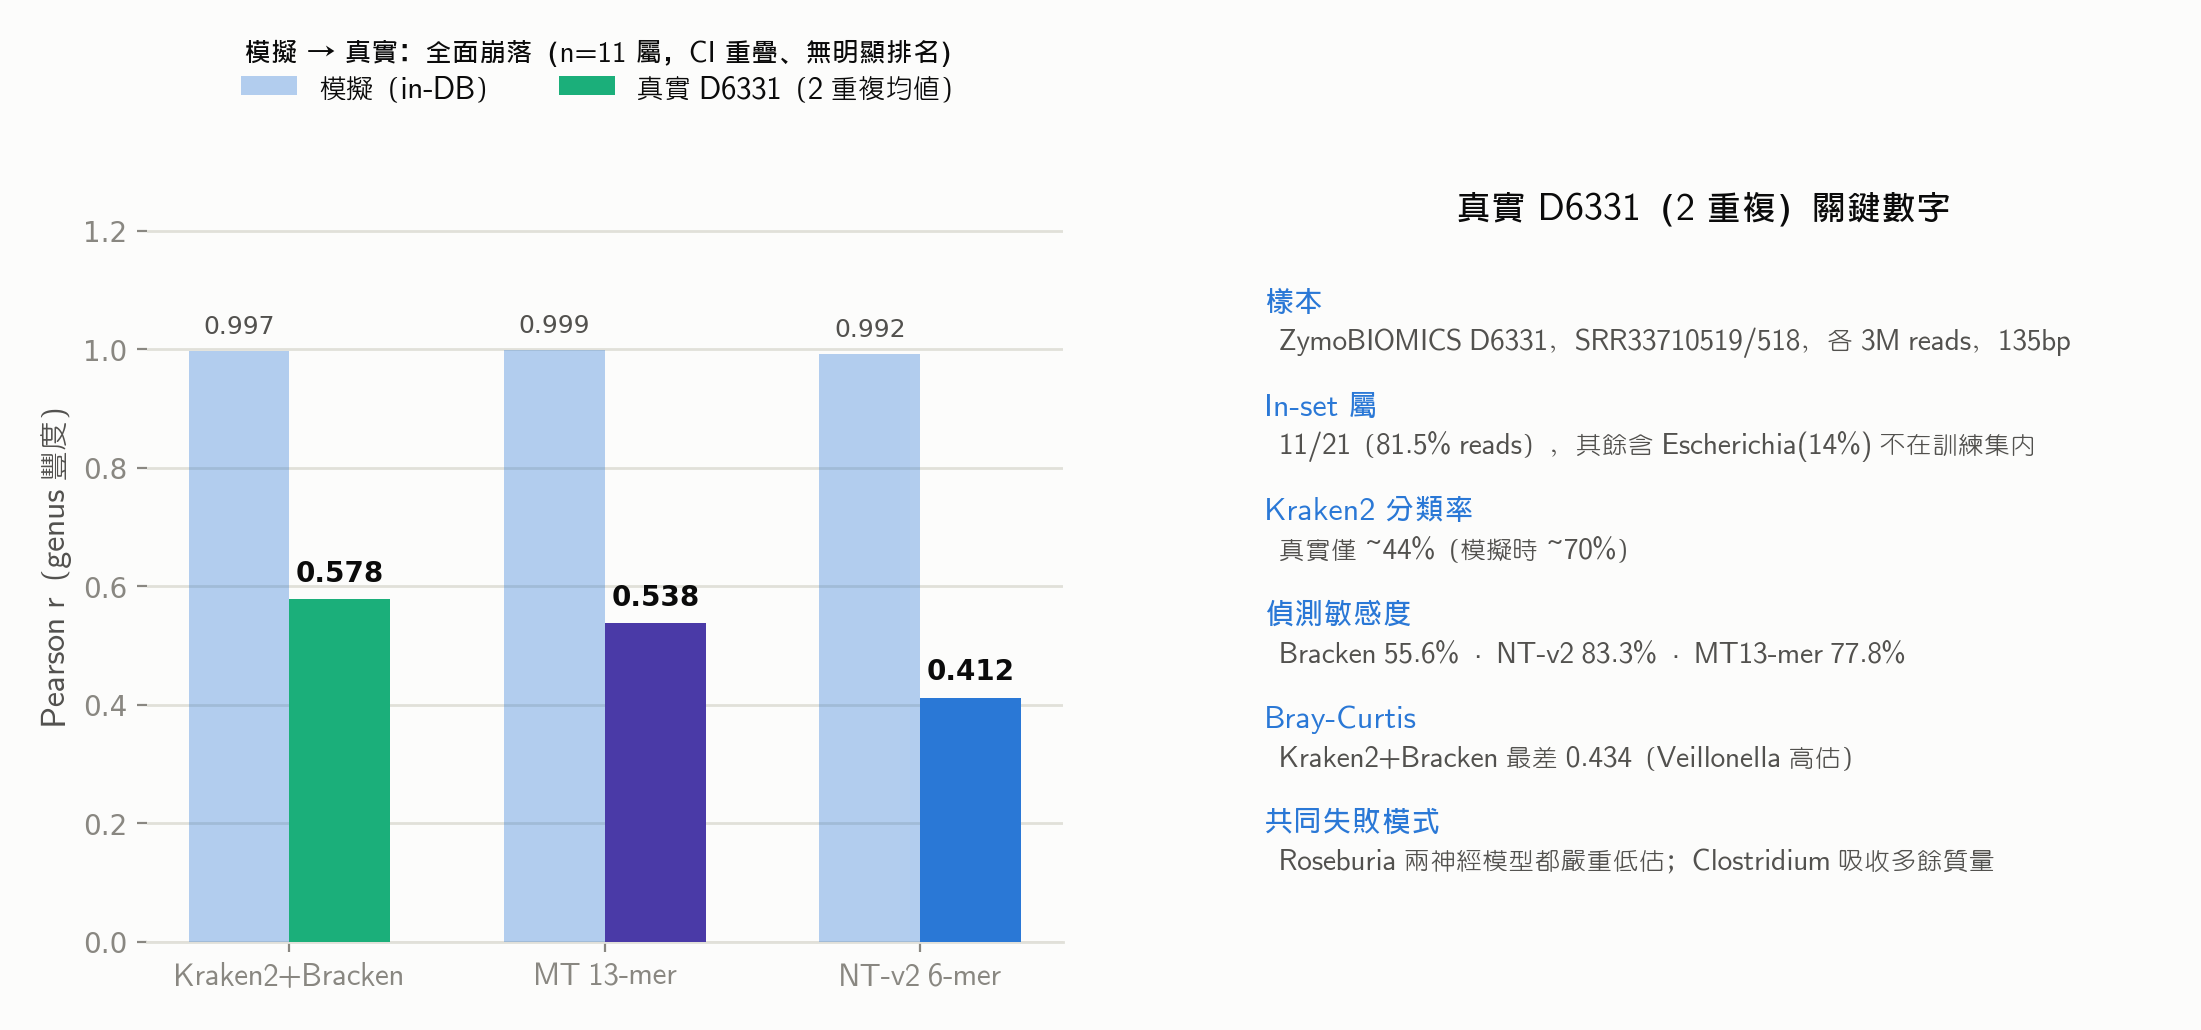 模擬 → 真實：全面崩落（n=11 屬，CI 重疊、無明顯排名）
模擬（in-DB）
真實 D6331（2 重複均值）
Pearson r（genus 豐度）
1.2
1.0
0.8
0.6
0.4
0.2
0.0
0.997
0.578
0.999
0.538
0.992
0.412
Kraken2+Bracken
MT 13-mer
NT-v2 6-mer
真實 D6331（2 重複）關鍵數字
樣本
ZymoBIOMICS D6331，SRR33710519/518，各 3M reads，135bp
In-set 屬
11/21（81.5% reads），其餘含 Escherichia(14%) 不在訓練集內
Kraken2 分類率
真實僅 ~44%（模擬時 ~70%）
偵測敏感度
Bracken 55.6% · NT-v2 83.3% · MT13-mer 77.8%
Bray-Curtis
Kraken2+Bracken 最差 0.434（Veillonella 高估）
共同失敗模式
Roseburia 兩神經模型都嚴重低估；Clostridium 吸收多餘質量